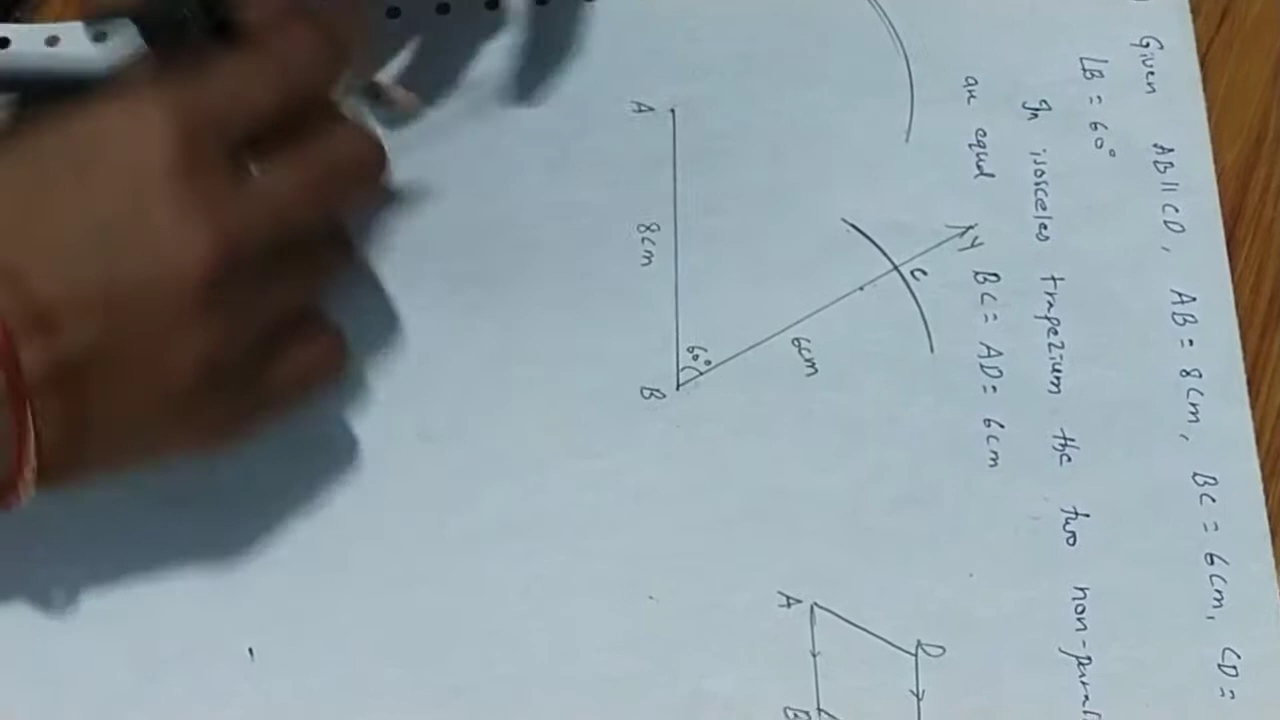 Given AB||CD, AB = 8cm, BC = 6cm, CD =
∠B = 60°
In isosceles trapezium the two non-paral
are equal BC = AD = 6cm
Y
C
6cm
60°
A 8cm B
D
A B